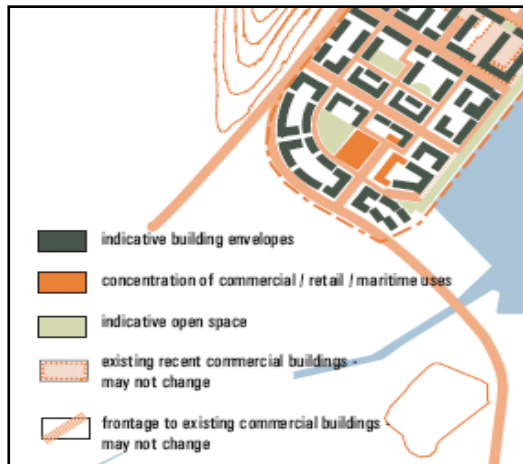 indicative building envelopes
concentration of commercial / retail / maritime uses
indicative open space
existing recent commercial buildings -
may not change
frontage to existing commercial buildings -
may not change